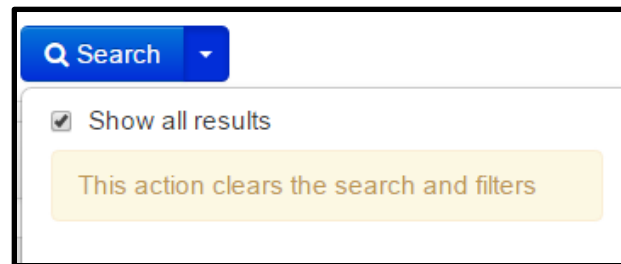 Search
Show all results
This action clears the search and filters